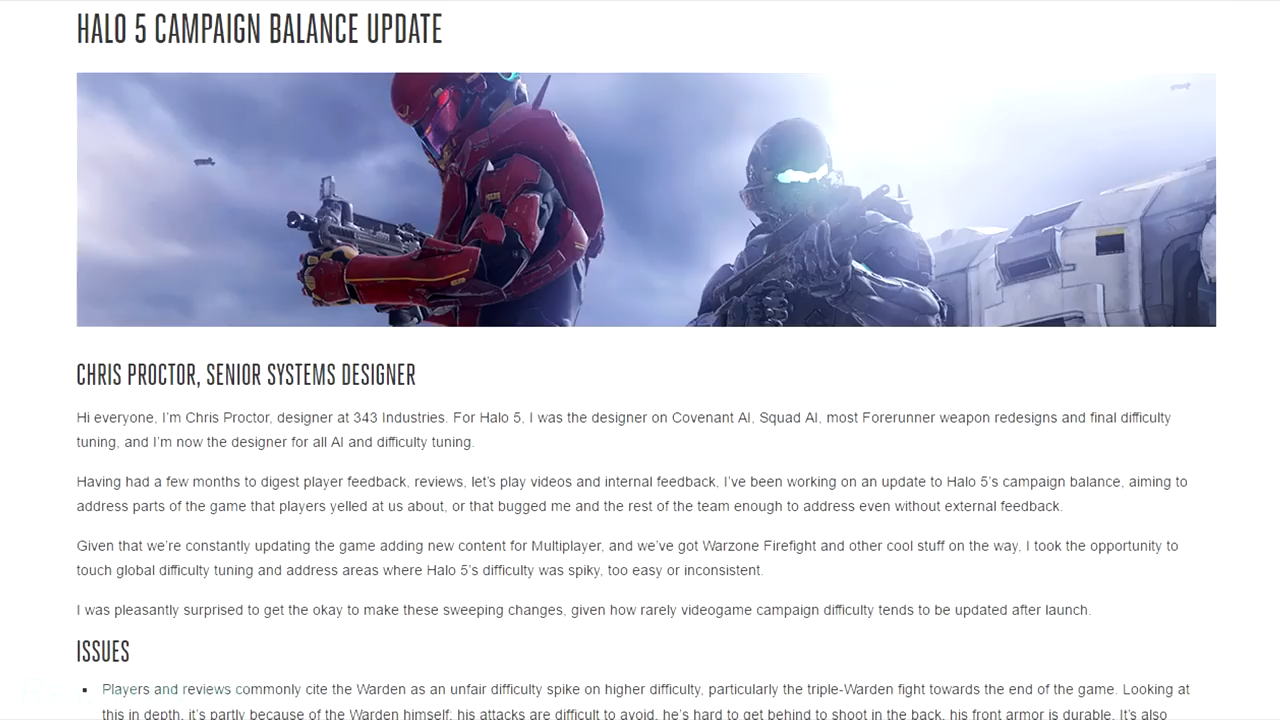 HALO 5 CAMPAIGN BALANCE UPDATE
CHRIS PROCTOR, SENIOR SYSTEMS DESIGNER
Hi everyone, I'm Chris Proctor, designer at 343 Industries. For Halo 5, I was the designer on Covenant AI, Squad AI, most Forerunner weapon redesigns and final difficulty
tuning, and I'm now the designer for all AI and difficulty tuning.
Having had a few months to digest player feedback, reviews, let's play videos and internal feedback, I've been working on an update to Halo 5's campaign balance, aiming to
address parts of the game that players yelled at us about, or that bugged me and the rest of the team enough to address even without external feedback.
Given that we're constantly updating the game adding new content for Multiplayer, and we've got Warzone Firefight and other cool stuff on the way, I took the opportunity to
touch global difficulty tuning and address areas where Halo 5's difficulty was spiky, too easy or inconsistent.
I was pleasantly surprised to get the okay to make these sweeping changes, given how rarely videogame campaign difficulty tends to be updated after launch.
ISSUES
▪ Players and reviews commonly cite the Warden as an unfair difficulty spike on higher difficulty, particularly the triple-Warden fight towards the end of the game. Looking at
this in depth, it's partly because of the Warden himself: his attacks are difficult to avoid, he's hard to get behind to shoot in the back, his front armor is durable. It's also